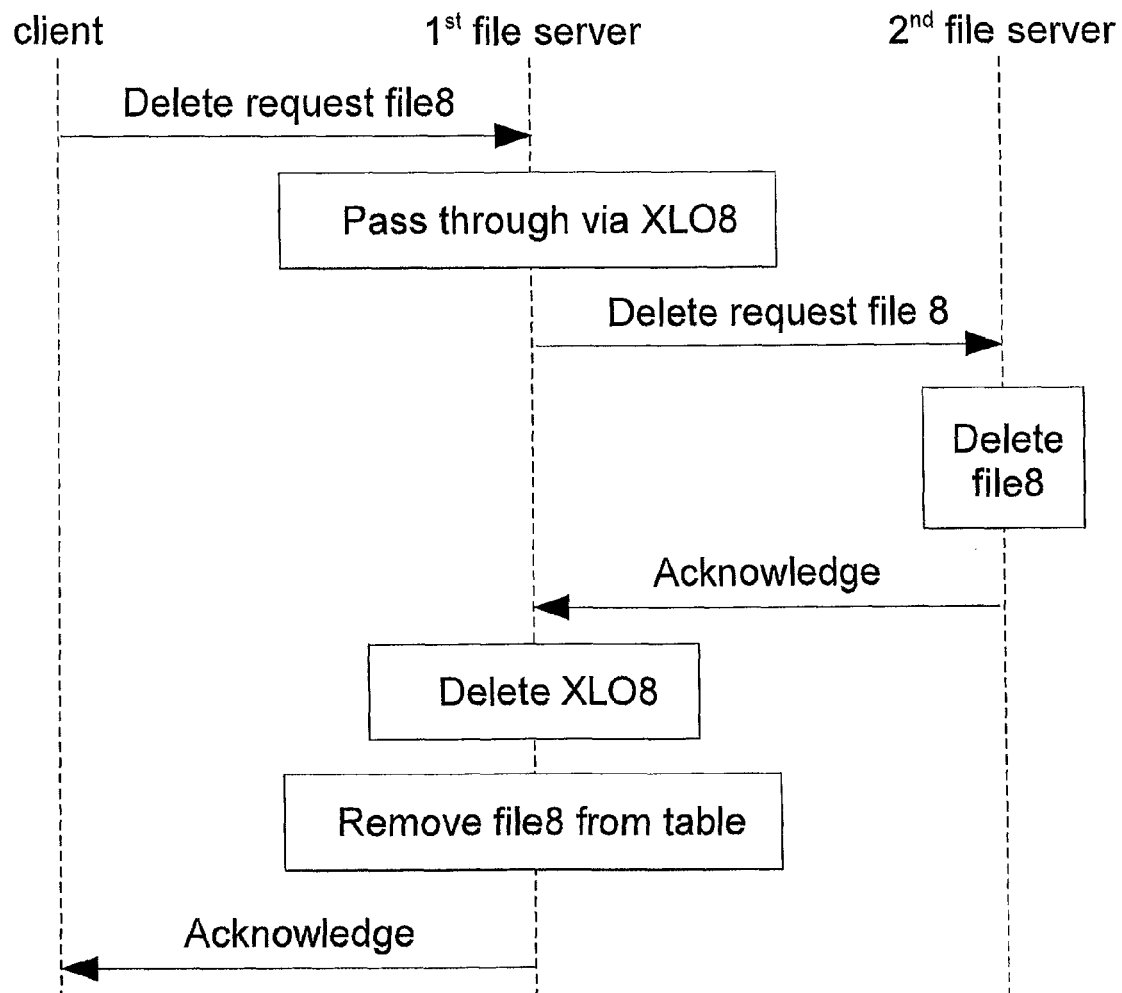 client 1st file server 2nd file server
Delete request file8
Pass through via XLO8
Delete request file 8
Delete
file8
Acknowledge
Delete XLO8
Remove file8 from table
Acknowledge